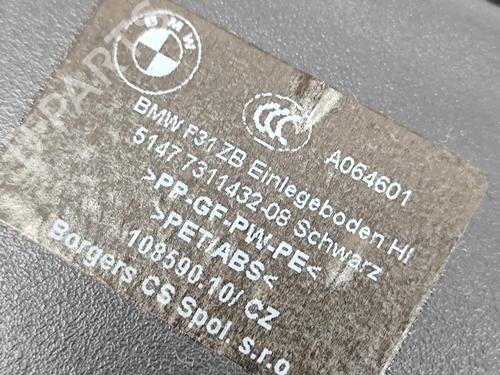 BMW
CCC
A064601
BMW F31 ZB Einlegeboden HI
5147 7311432-08 Schwarz
>PP-GF-PW-PE<
>PET/ABS<
108590.10/ CZ
Borgers CS Spol. s.r.o